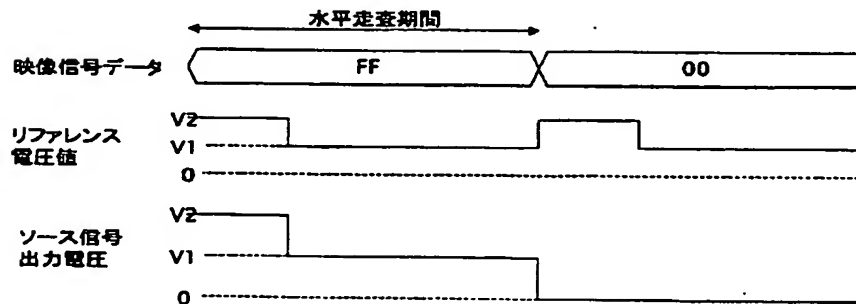 水平走査期間
映像信号データ
FF
00
リファレンス
電圧値
V2
V1
0
ソース信号
出力電圧
V2
V1
0